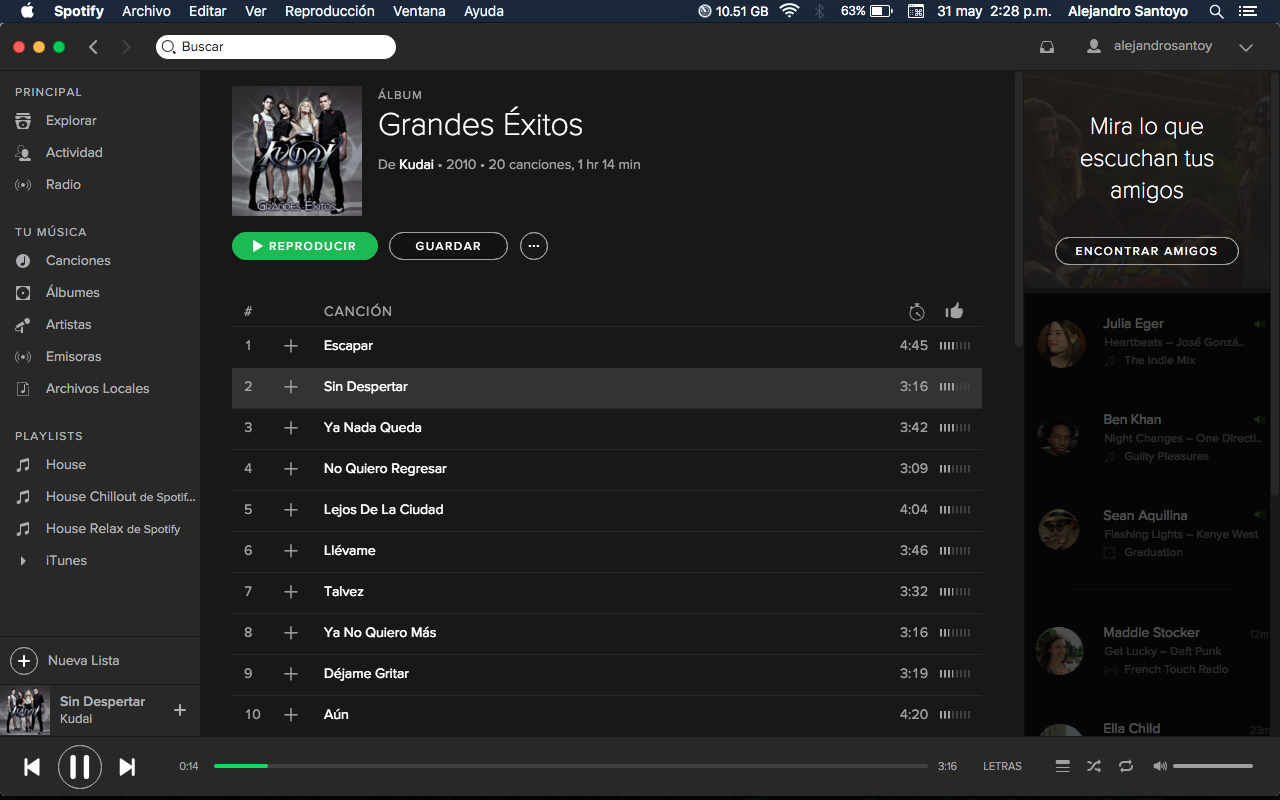 Spotify Archivo Editar Ver Reproducción Ventana Ayuda 10.51 GB 63% 31 may 2:28 p.m. Alejandro Santoyo
Buscar
alejandrosantoy
PRINCIPAL
Explorar
Actividad
Radio
TU MÚSICA
Canciones
Álbumes
Artistas
Emisoras
Archivos Locales
PLAYLISTS
House
House Chillout de Spotif...
House Relax de Spotify
iTunes
Nueva Lista
Sin Despertar
Kudai
KUDAI
GRANDES ÉXITOS
ÁLBUM
Grandes Éxitos
De Kudai • 2010 • 20 canciones, 1 hr 14 min
REPRODUCIR GUARDAR ...
# CANCIÓN
1 Escapar 4:45
2 Sin Despertar 3:16
3 Ya Nada Queda 3:42
4 No Quiero Regresar 3:09
5 Lejos De La Ciudad 4:04
6 Llévame 3:46
7 Talvez 3:32
8 Ya No Quiero Más 3:16
9 Déjame Gritar 3:19
10 Aún 4:20
Mira lo que
escuchan tus
amigos
ENCONTRAR AMIGOS
Julia Eger
Heartbeats – José Gonzá..
The Indie Mix
Ben Khan
Night Changes – One Directi..
Guilty Pleasures
Sean Aquilina
Flashing Lights – Kanye West
Graduation
Maddie Stocker 12m
Get Lucky – Daft Punk
French Touch Radio
Ella Child 23m
0:14 3:16 LETRAS